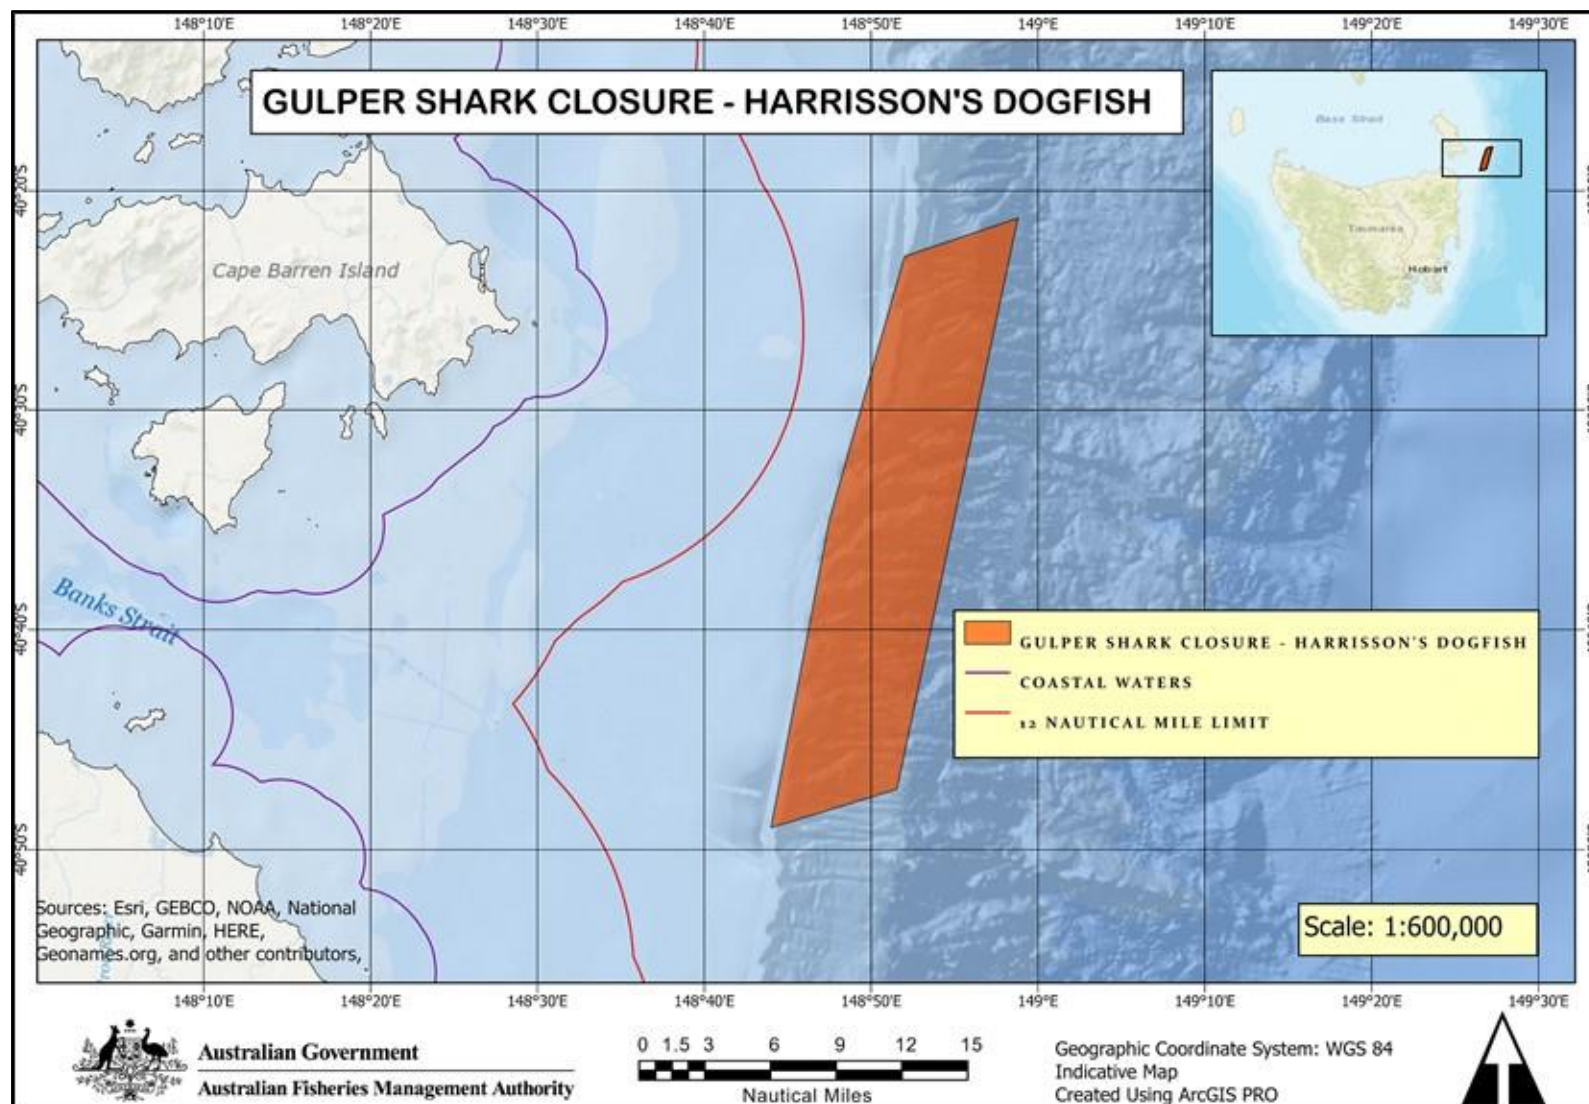 148°10'E 148°20'E 148°30'E 148°40'E 148°50'E 149°E 149°10'E 149°20'E 149°30'E
GULPER SHARK CLOSURE - HARRISSON'S DOGFISH
Bass Strait
Tasmania
Hobart
40°20'S
Cape Barren Island
40°30'S
Banks Strait
40°40'S
GULPER SHARK CLOSURE - HARRISSON'S DOGFISH
COASTAL WATERS
12 NAUTICAL MILE LIMIT
40°50'S
Sources: Esri, GEBCO, NOAA, National
Geographic, Garmin, HERE,
Geonames.org, and other contributors,
Scale: 1:600,000
148°10'E 148°20'E 148°30'E 148°40'E 148°50'E 149°E 149°10'E 149°20'E 149°30'E
Australian Government
Australian Fisheries Management Authority
0 1.5 3 6 9 12 15
Nautical Miles
Geographic Coordinate System: WGS 84
Indicative Map
Created Using ArcGIS PRO